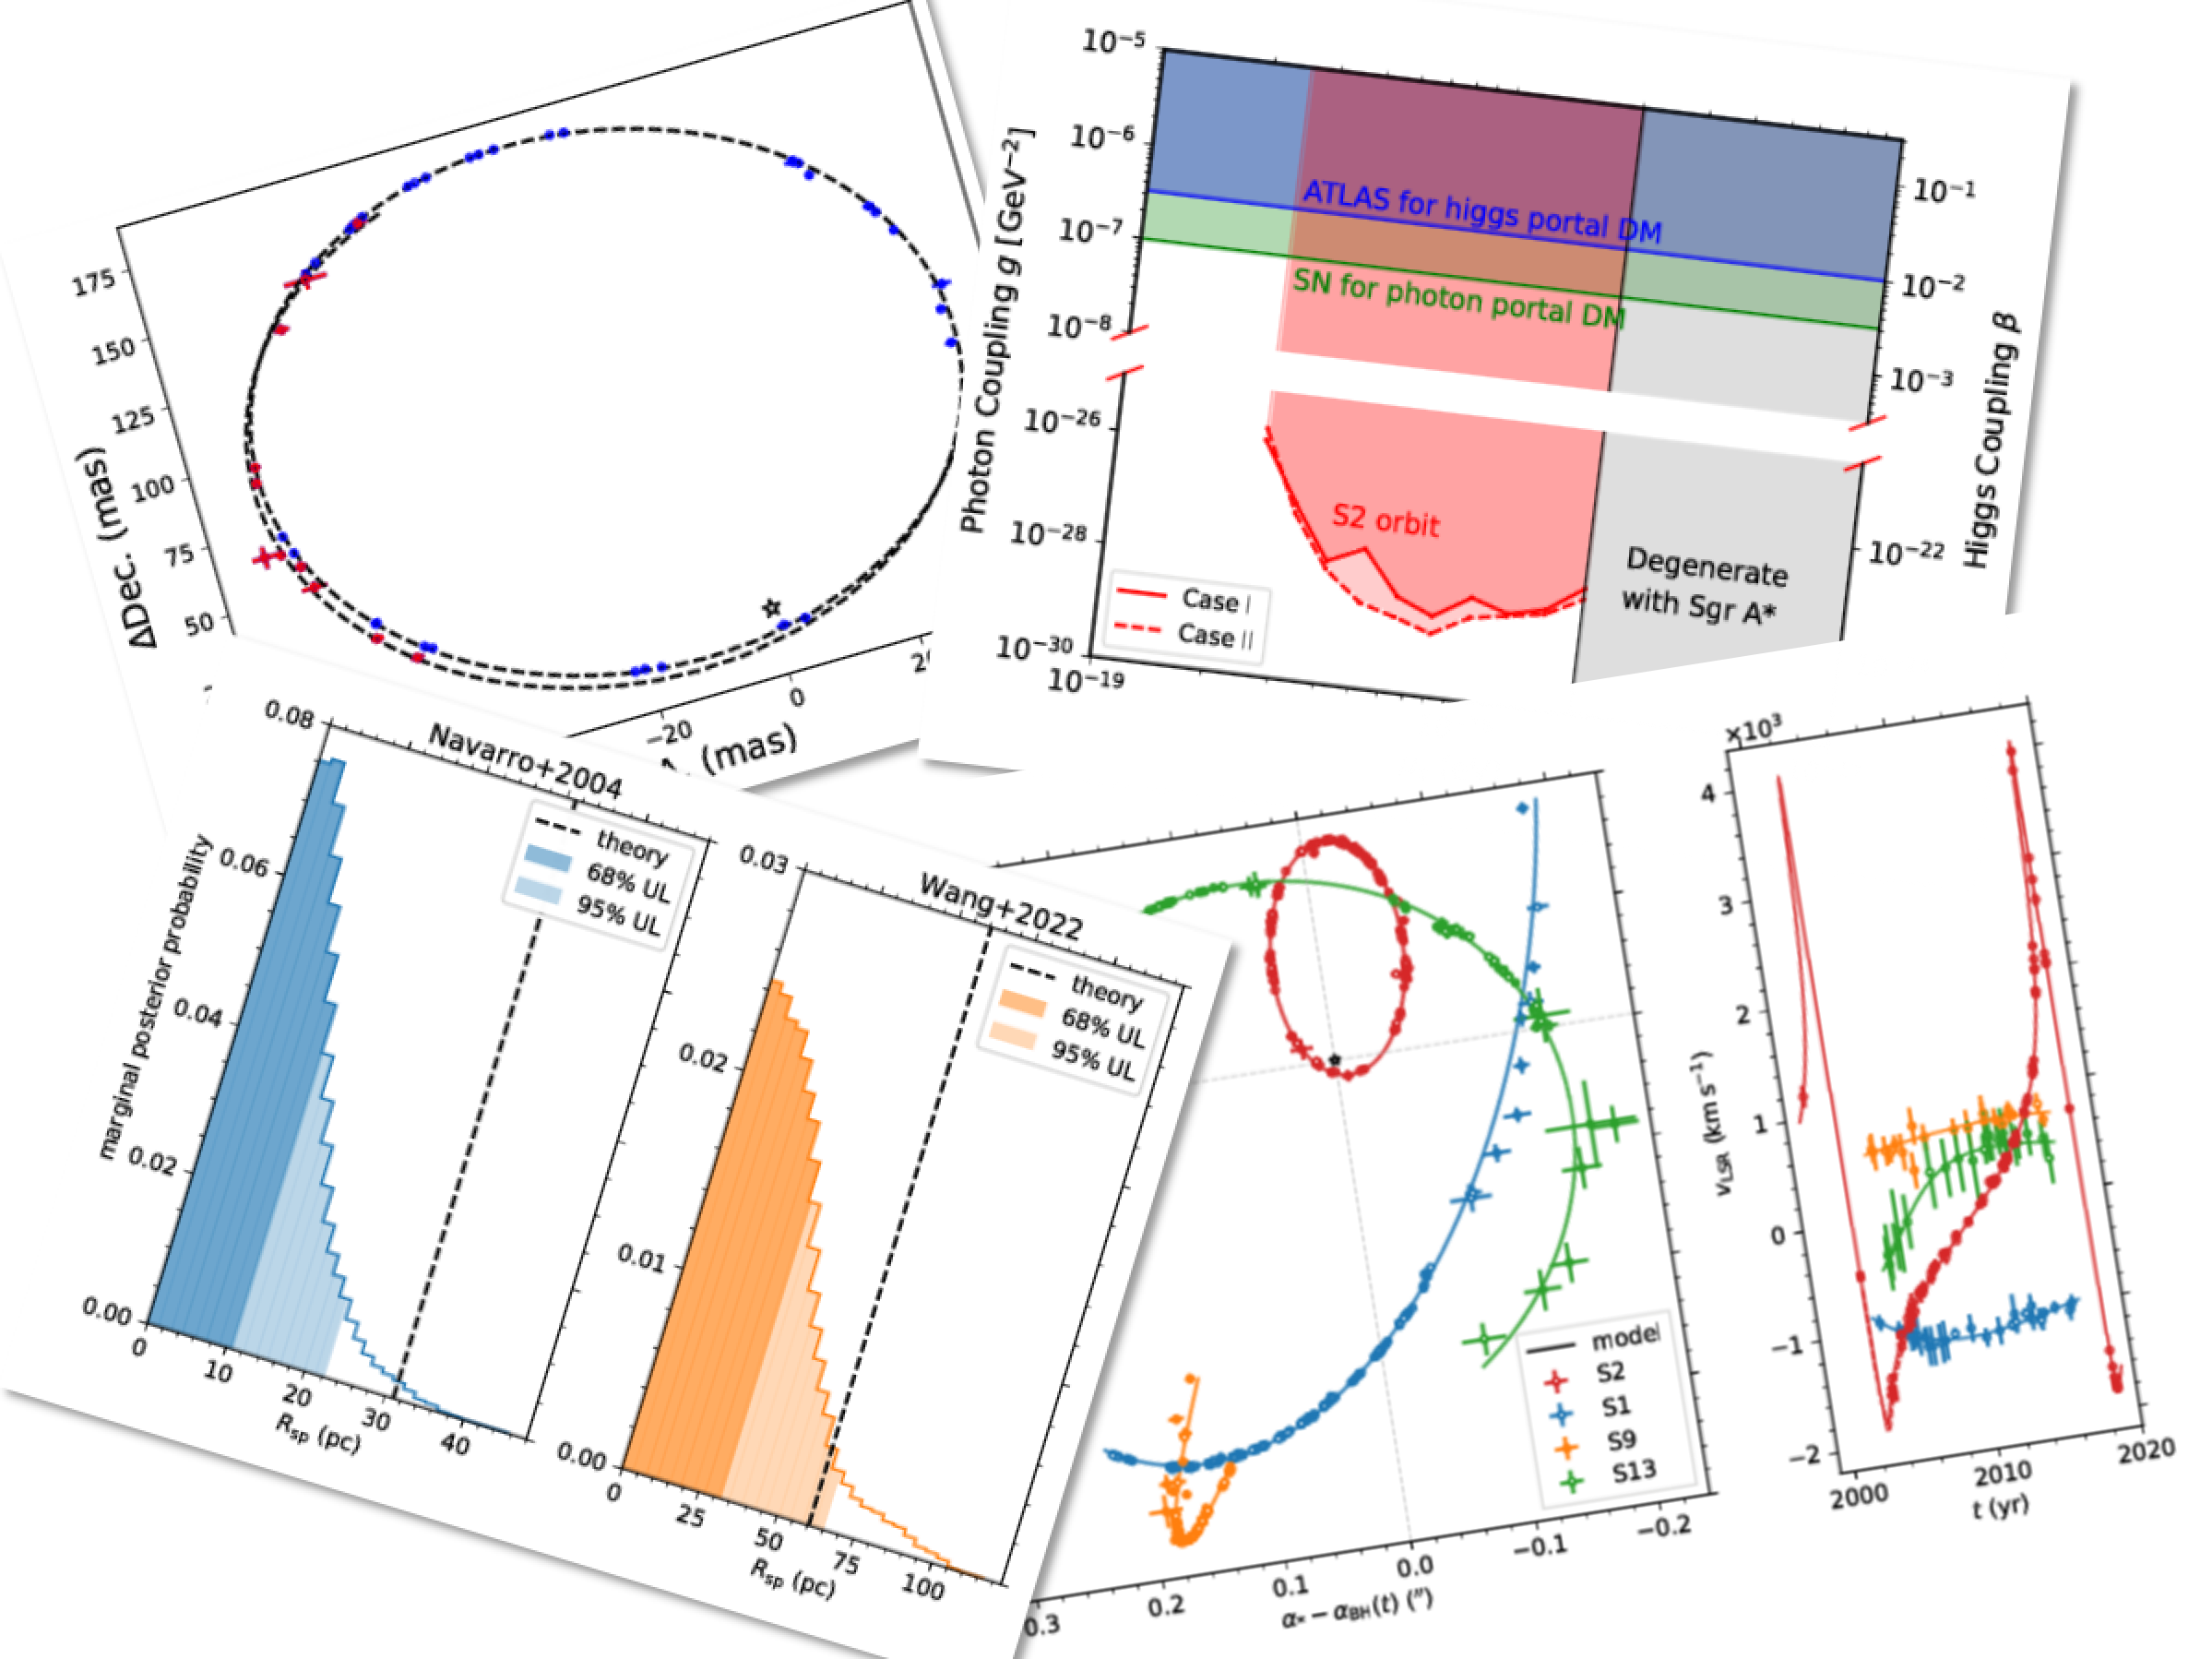 175
150
125
100
75
50
ΔDec. (mas)
−20
0
(mas)
10⁻⁵
10⁻⁶
10⁻⁷
10⁻⁸
10⁻²⁶
10⁻²⁸
10⁻³⁰
10⁻¹⁹
Photon Coupling g [GeV⁻²]
ATLAS for higgs portal DM
SN for photon portal DM
S2 orbit
Case I
Case II
Degenerate
with Sgr A*
10⁻¹
10⁻²
10⁻³
10⁻²²
Higgs Coupling β
Navarro+2004
0.08
0.06
0.04
0.02
0.00
marginal posterior probability
theory
68% UL
95% UL
0
10
20
30
40
R_sp (pc)
Wang+2022
0.03
0.02
0.01
0.00
theory
68% UL
95% UL
0
25
50
75
100
R_sp (pc)
model
S2
S1
S9
S13
0.3
0.2
0.1
0.0
−0.1
−0.2
α* − α_BH(t) (″)
×10³
4
3
2
1
0
−1
−2
v_LSR (km s⁻¹)
2000
2010
2020
t (yr)